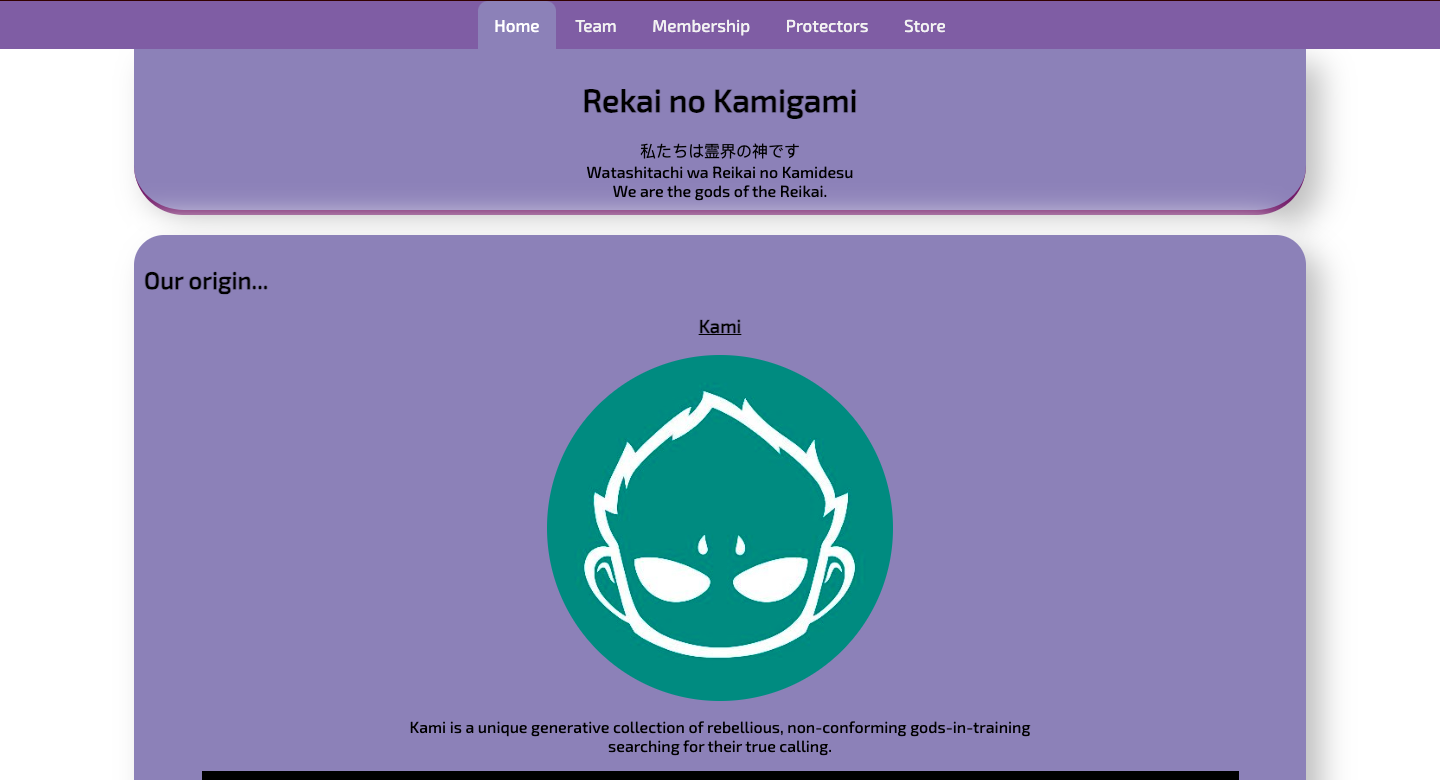 Home Team Membership Protectors Store
Rekai no Kamigami
私たちは霊界の神です
Watashitachi wa Reikai no Kamidesu
We are the gods of the Reikai.
Our origin...
Kami
Kami is a unique generative collection of rebellious, non-conforming gods-in-training
searching for their true calling.